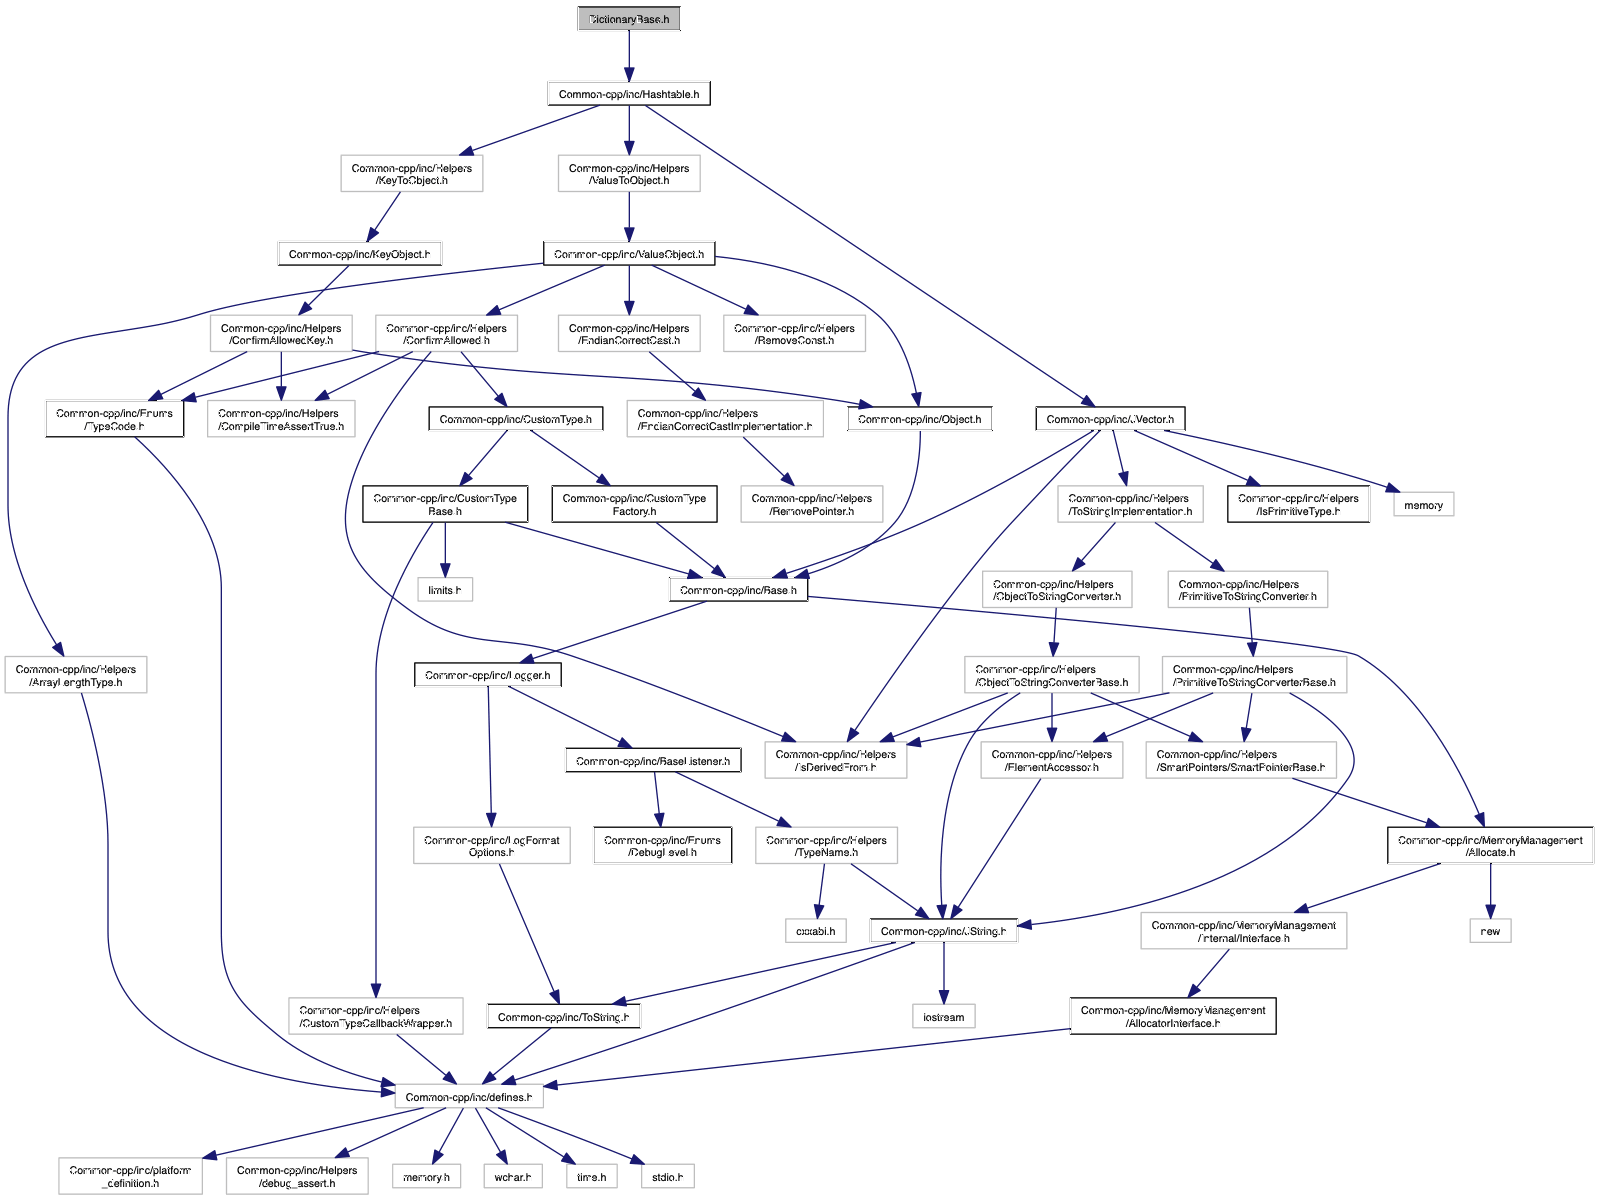 DictionaryBase.h
Common-cpp/inc/Hashtable.h
Common-cpp/inc/Helpers
/KeyToObject.h
Common-cpp/inc/Helpers
/ValueToObject.h
Common-cpp/inc/KeyObject.h
Common-cpp/inc/ValueObject.h
Common-cpp/inc/Helpers
/ConfirmAllowedKey.h
Common-cpp/inc/Helpers
/ConfirmAllowed.h
Common-cpp/inc/Helpers
/EndianCorrectCast.h
Common-cpp/inc/Helpers
/RemoveConst.h
Common-cpp/inc/Enums
/TypeCode.h
Common-cpp/inc/Helpers
/CompileTimeAssertTrue.h
Common-cpp/inc/CustomType.h
Common-cpp/inc/Helpers
/EndianCorrectCastImplementation.h
Common-cpp/inc/Object.h
Common-cpp/inc/JVector.h
Common-cpp/inc/CustomType
Base.h
Common-cpp/inc/CustomType
Factory.h
Common-cpp/inc/Helpers
/RemovePointer.h
Common-cpp/inc/Helpers
/ToStringImplementation.h
Common-cpp/inc/Helpers
/IsPrimitiveType.h
memory
limits.h
Common-cpp/inc/Base.h
Common-cpp/inc/Helpers
/ObjectToStringConverter.h
Common-cpp/inc/Helpers
/PrimitiveToStringConverter.h
Common-cpp/inc/Helpers
/ArrayLengthType.h
Common-cpp/inc/Logger.h
Common-cpp/inc/Helpers
/ObjectToStringConverterBase.h
Common-cpp/inc/Helpers
/PrimitiveToStringConverterBase.h
Common-cpp/inc/BaseListener.h
Common-cpp/inc/Helpers
/IsDerivedFrom.h
Common-cpp/inc/Helpers
/ElementAccessor.h
Common-cpp/inc/Helpers
/SmartPointers/SmartPointerBase.h
Common-cpp/inc/LogFormat
Options.h
Common-cpp/inc/Enums
/DebugLevel.h
Common-cpp/inc/Helpers
/TypeName.h
Common-cpp/inc/MemoryManagement
/Allocate.h
cxxabi.h
Common-cpp/inc/JString.h
Common-cpp/inc/MemoryManagement
/Internal/Interface.h
new
Common-cpp/inc/Helpers
/CustomTypeCallbackWrapper.h
Common-cpp/inc/ToString.h
iostream
Common-cpp/inc/MemoryManagement
/AllocatorInterface.h
Common-cpp/inc/defines.h
Common-cpp/inc/platform
_definition.h
Common-cpp/inc/Helpers
/debug_assert.h
memory.h
wchar.h
time.h
stdio.h